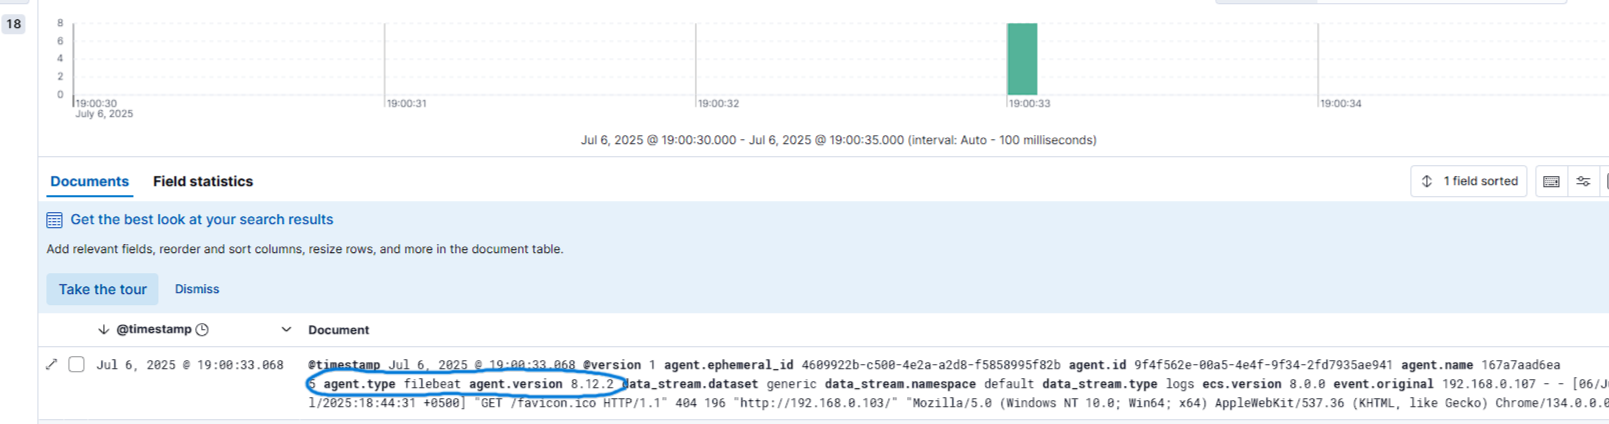 18
8
6
4
2
0
19:00:30 19:00:31 19:00:32 19:00:33 19:00:34
July 6, 2025
Jul 6, 2025 @ 19:00:30.000 - Jul 6, 2025 @ 19:00:35.000 (interval: Auto - 100 milliseconds)
Documents Field statistics 1 field sorted
Get the best look at your search results
Add relevant fields, reorder and sort columns, resize rows, and more in the document table.
Take the tour Dismiss
@timestamp Document
Jul 6, 2025 @ 19:00:33.068 @timestamp Jul 6, 2025 @ 19:00:33.068 @version 1 agent.ephemeral_id 4609922b-c500-4e2a-a2d8-f5858995f82b agent.id 9f4f562e-00a5-4e4f-9f34-2fd7935ae941 agent.name 167a7aad6ea
5 agent.type filebeat agent.version 8.12.2 data_stream.dataset generic data_stream.namespace default data_stream.type logs ecs.version 8.0.0 event.original 192.168.0.107 - - [06/Ju
l/2025:18:44:31 +0500] "GET /favicon.ico HTTP/1.1" 404 196 "http://192.168.0.103/" "Mozilla/5.0 (Windows NT 10.0; Win64; x64) AppleWebKit/537.36 (KHTML, like Gecko) Chrome/134.0.0.0